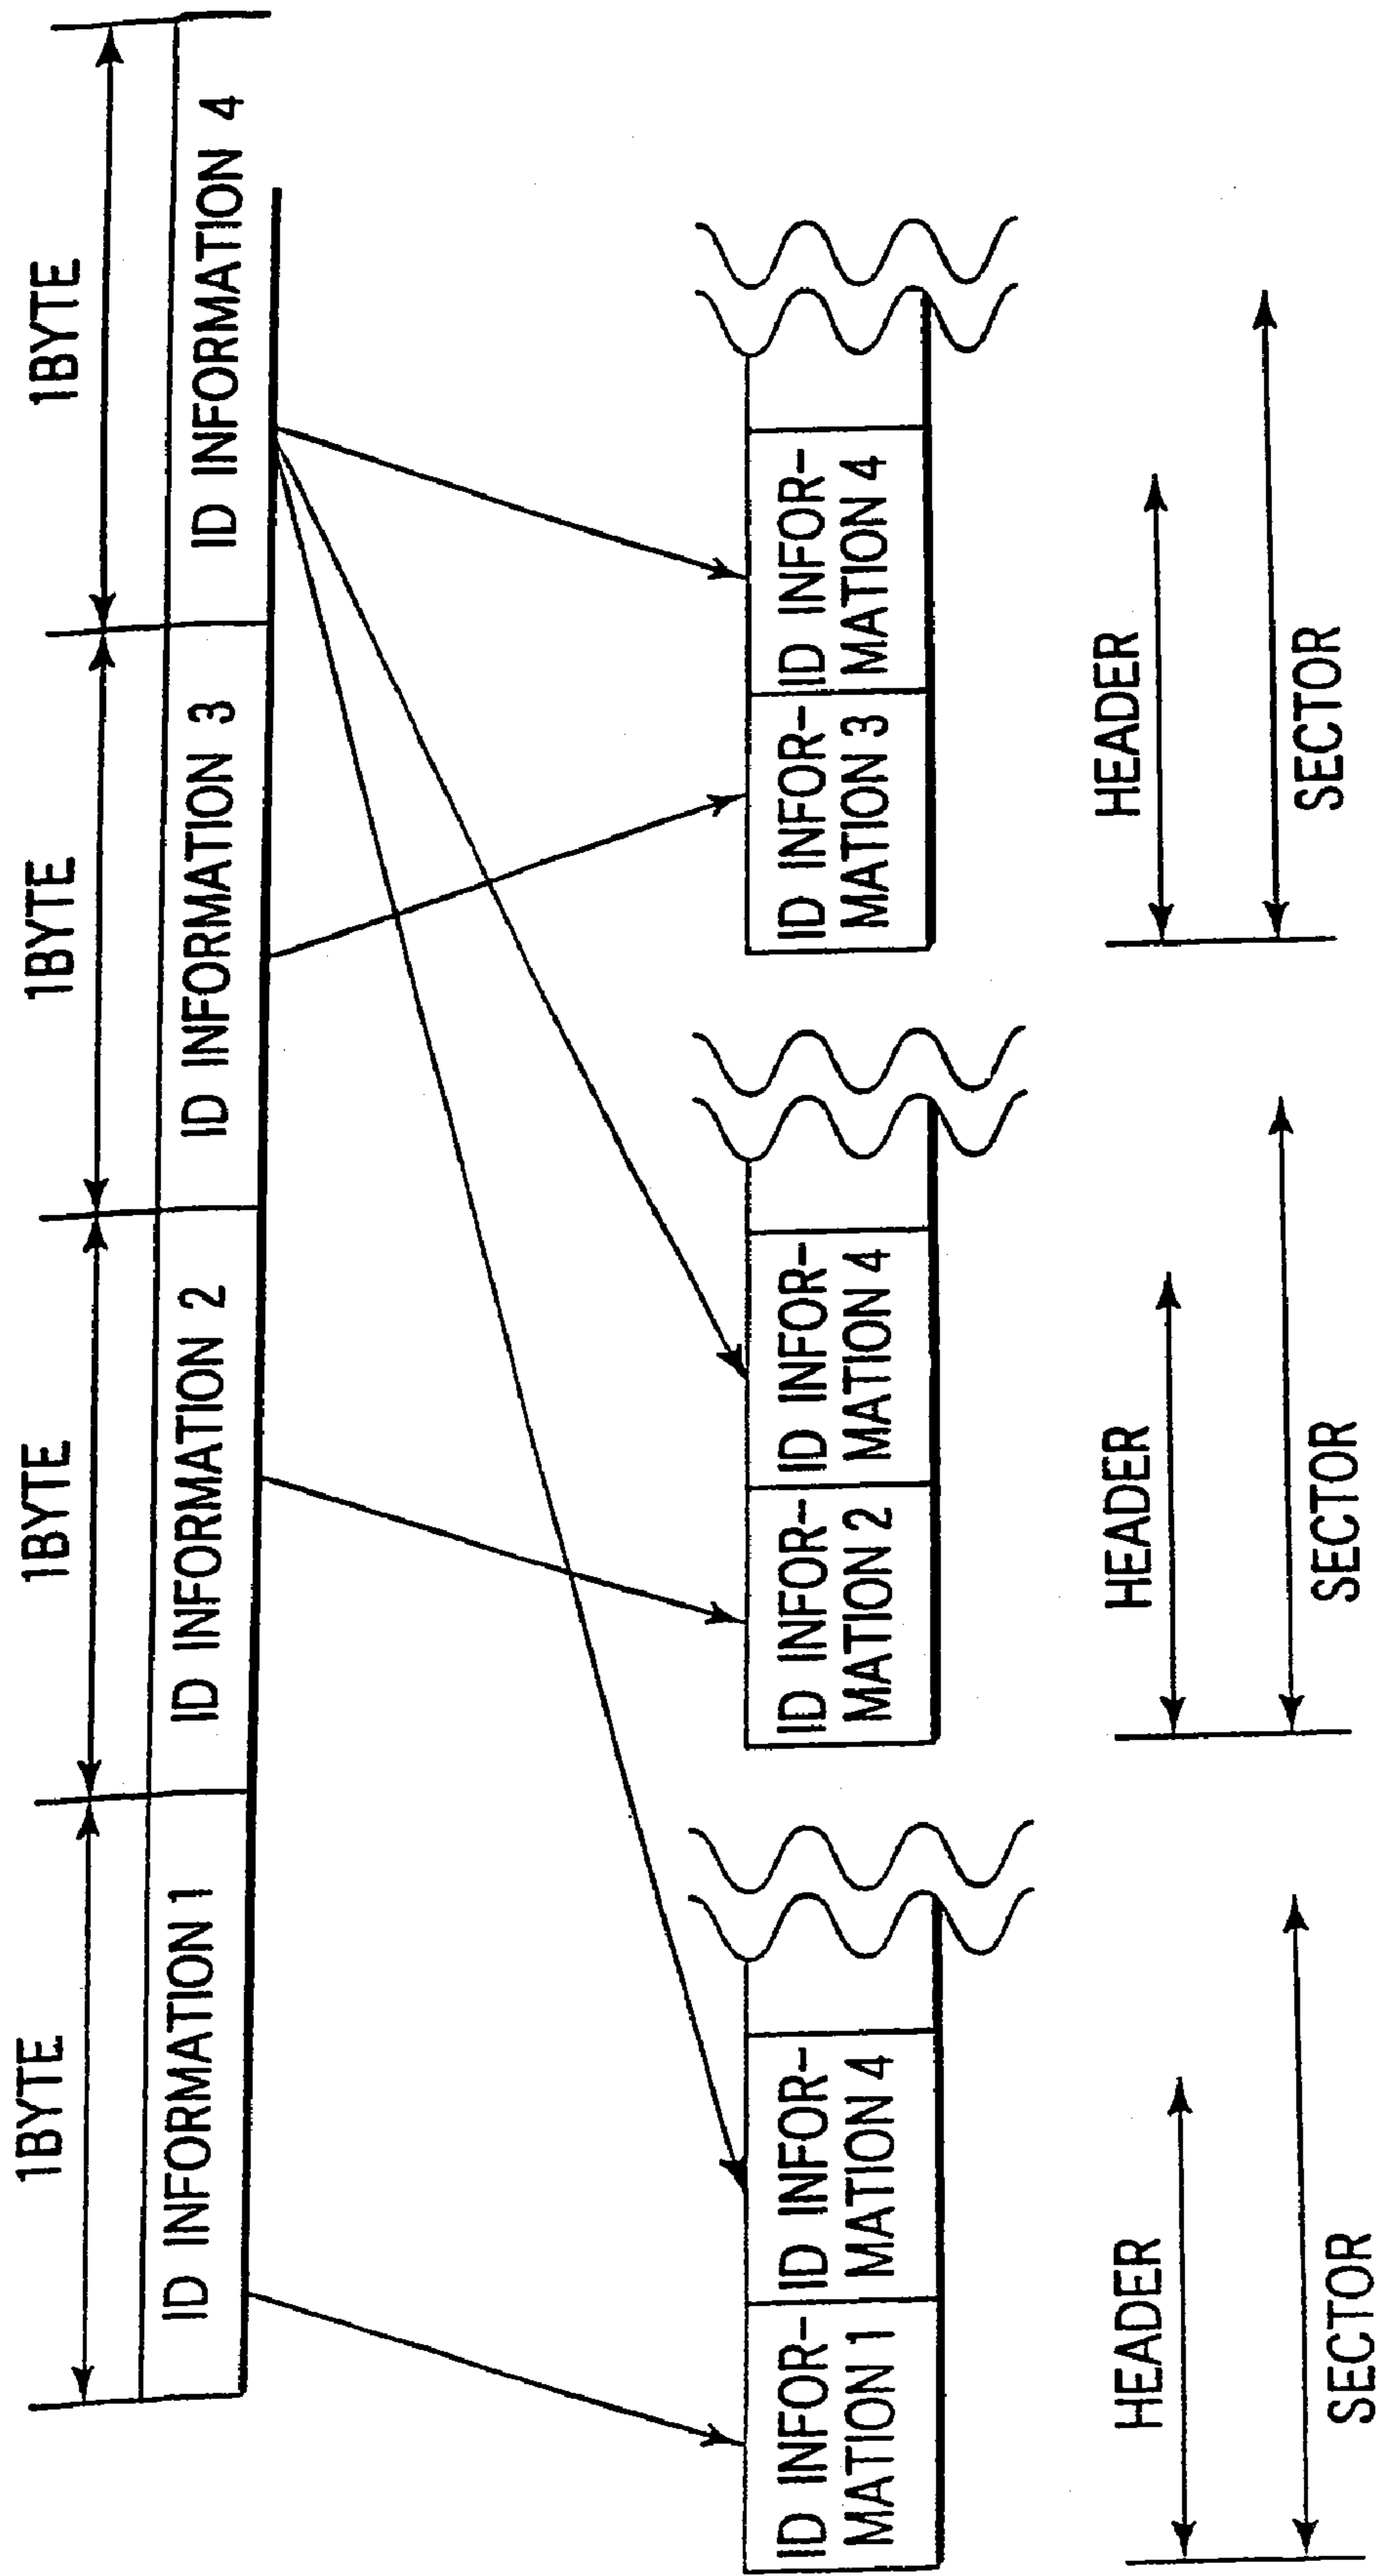 1BYTE
1BYTE
1BYTE
1BYTE
ID INFORMATION 1
ID INFORMATION 2
ID INFORMATION 3
ID INFORMATION 4
ID INFOR-
MATION 1
ID INFOR-
MATION 4
ID INFOR-
MATION 2
ID INFOR-
MATION 4
ID INFOR-
MATION 3
ID INFOR-
MATION 4
HEADER
HEADER
HEADER
SECTOR
SECTOR
SECTOR